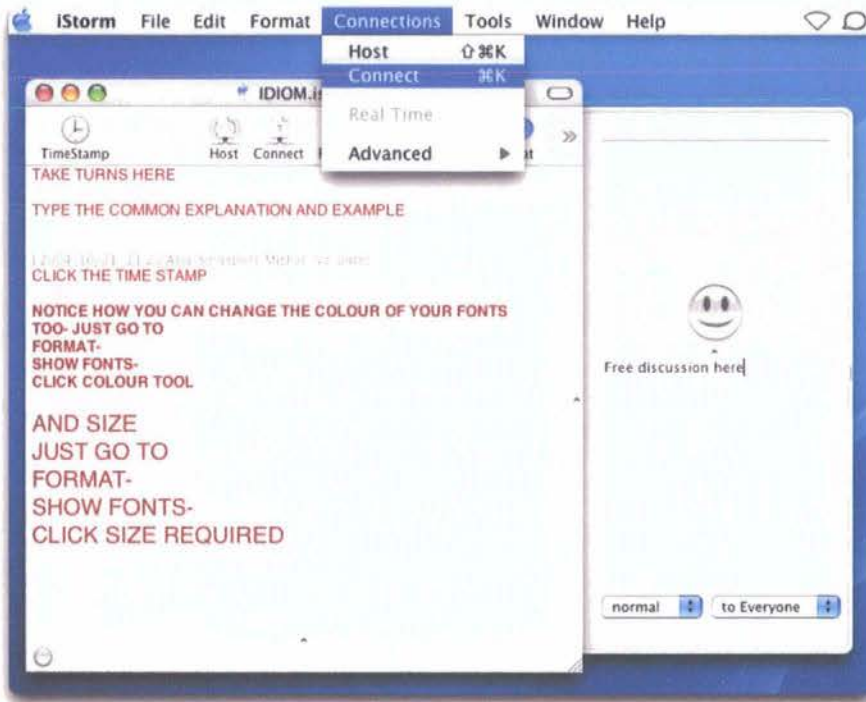 iStorm File Edit Format Connections Tools Window Help
Host ⇧⌘K
Connect ⌘K
Real Time
Advanced
IDIOM.is
TimeStamp Host Connect
TAKE TURNS HERE
TYPE THE COMMON EXPLANATION AND EXAMPLE
CLICK THE TIME STAMP
NOTICE HOW YOU CAN CHANGE THE COLOUR OF YOUR FONTS
TOO- JUST GO TO
FORMAT-
SHOW FONTS-
CLICK COLOUR TOOL
AND SIZE
JUST GO TO
FORMAT-
SHOW FONTS-
CLICK SIZE REQUIRED
Free discussion here
normal to Everyone